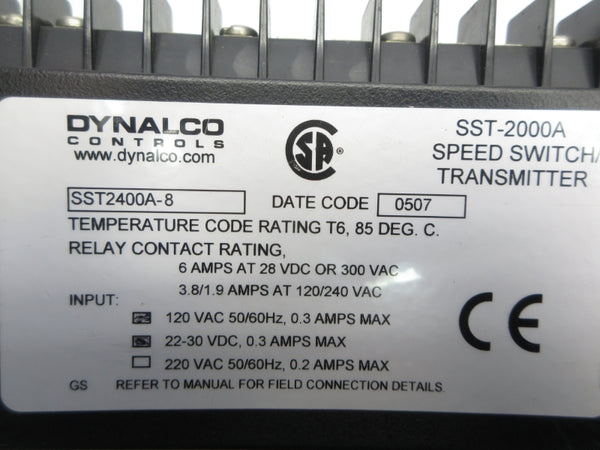 DYNALCO
CONTROLS
www.dynalco.com
CSA
SST-2000A
SPEED SWITCH/
TRANSMITTER
SST2400A-8 DATE CODE 0507
TEMPERATURE CODE RATING T6, 85 DEG. C.
RELAY CONTACT RATING,
6 AMPS AT 28 VDC OR 300 VAC
3.8/1.9 AMPS AT 120/240 VAC
INPUT:
120 VAC 50/60Hz, 0.3 AMPS MAX
22-30 VDC, 0.3 AMPS MAX
220 VAC 50/60Hz, 0.2 AMPS MAX
CE
GS REFER TO MANUAL FOR FIELD CONNECTION DETAILS.